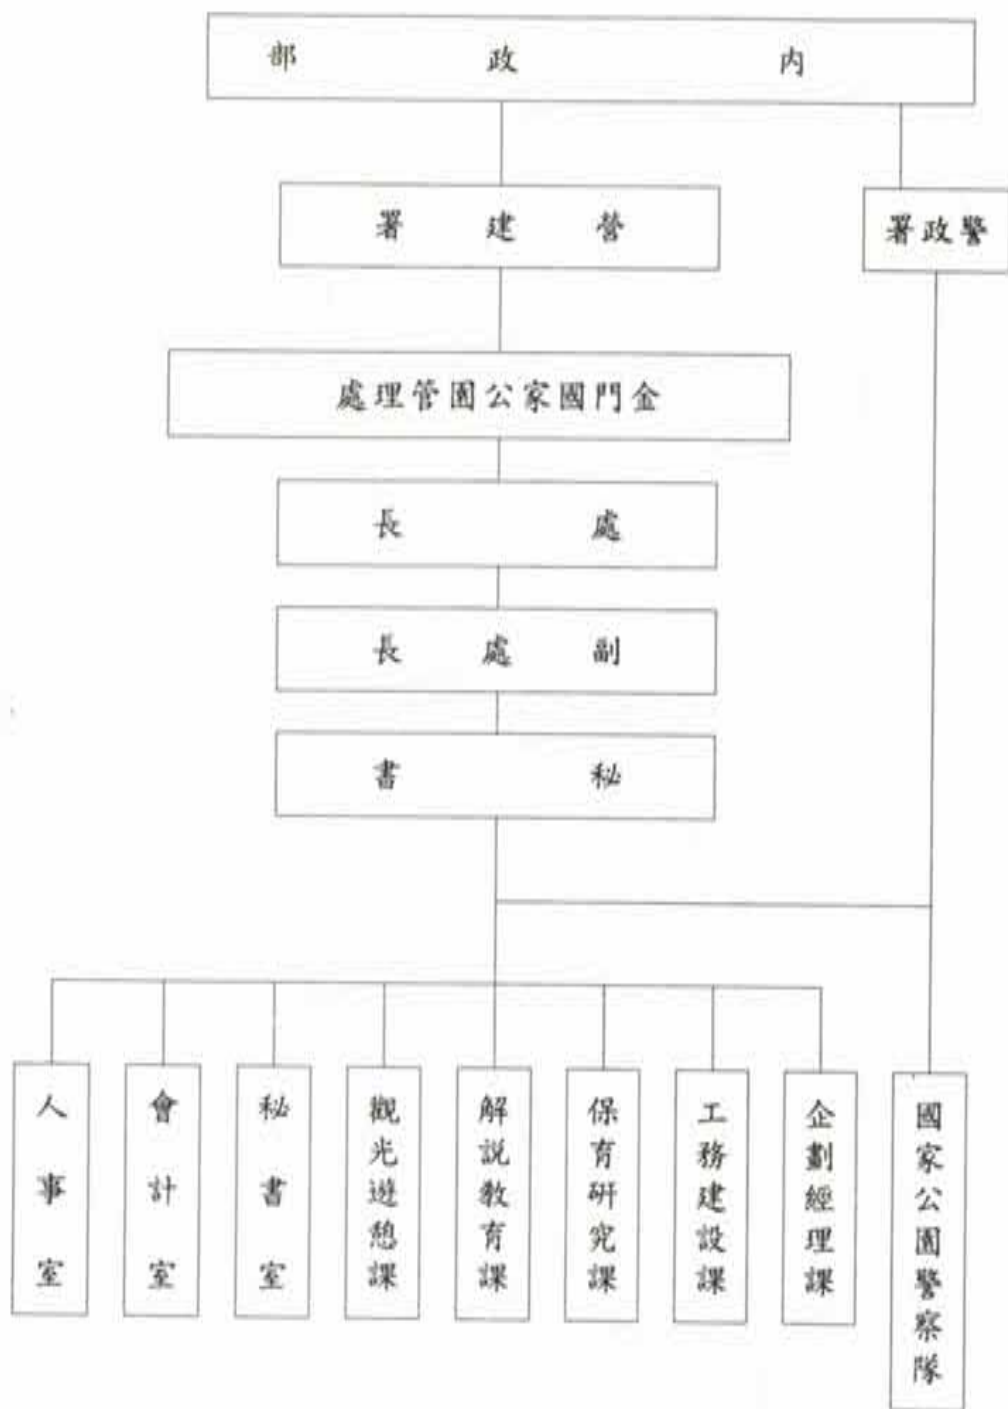 內政部
營建署
警政署
金門國家公園管理處
處長
副處長
秘書
國家公園警察隊
企劃經理課
工務建設課
保育研究課
解說教育課
觀光遊憩課
秘書室
會計室
人事室